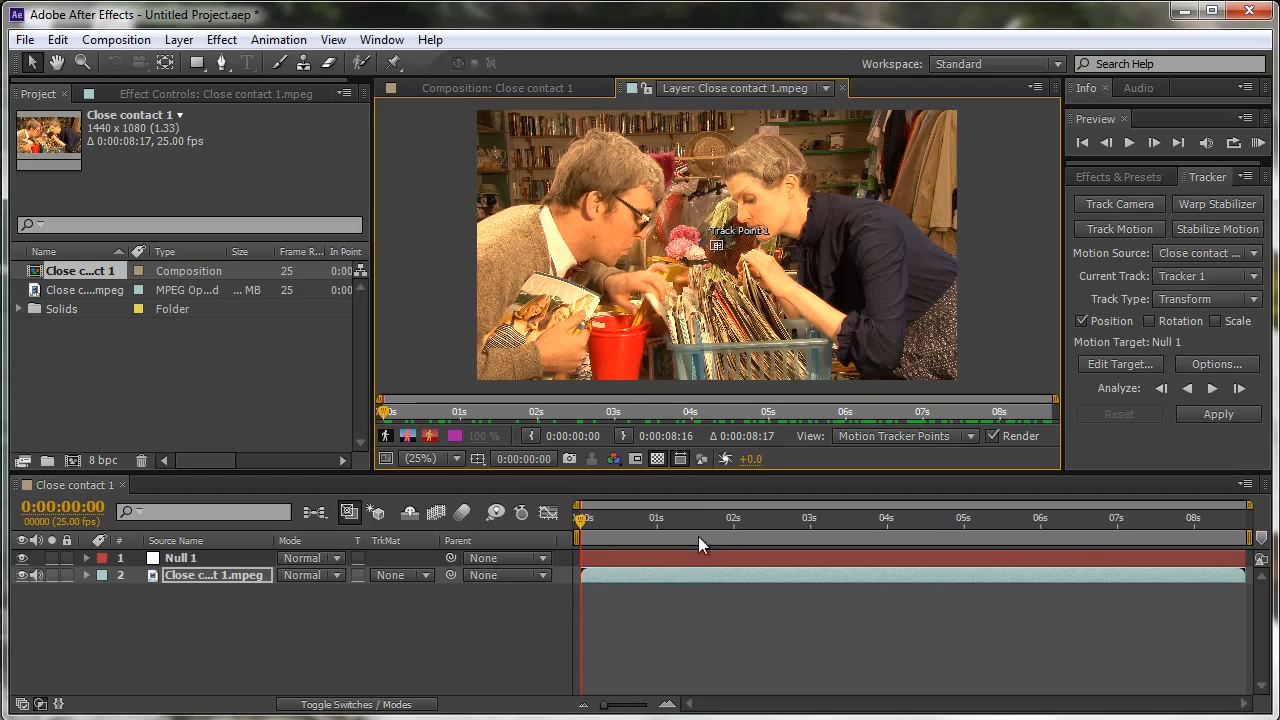 Adobe After Effects - Untitled Project.aep *
File Edit Composition Layer Effect Animation View Window Help
Workspace: Standard Search Help
Project Effect Controls: Close contact 1.mpeg
Composition: Close contact 1
Layer: Close contact 1.mpeg
Info Audio
Close contact 1
1440 x 1080 (1.33)
Δ 0:00:08:17, 25.00 fps
Preview
Effects & Presets Tracker
Track Camera Warp Stabilizer
Track Motion Stabilize Motion
Motion Source: Close contact ...
Current Track: Tracker 1
Track Type: Transform
Position Rotation Scale
Motion Target: Null 1
Edit Target... Options...
Analyze:
Reset Apply
Track Point 1
Name Type Size Frame R... In Point
Close c...ct 1 Composition 25 0:00
Close c....mpeg MPEG Op...d ... MB 25 0:00
Solids Folder
8 bpc
0s 01s 02s 03s 04s 05s 06s 07s 08s
100 % 0:00:00:00 0:00:08:16 Δ 0:00:08:17 View: Motion Tracker Points Render
(25%) 0:00:00:00 +0.0
Close contact 1
0:00:00:00
00000 (25.00 fps)
0s 01s 02s 03s 04s 05s 06s 07s 08s
# Source Name Mode T TrkMat Parent
1 Null 1 Normal None
2 Close c...t 1.mpeg Normal None None
Toggle Switches / Modes